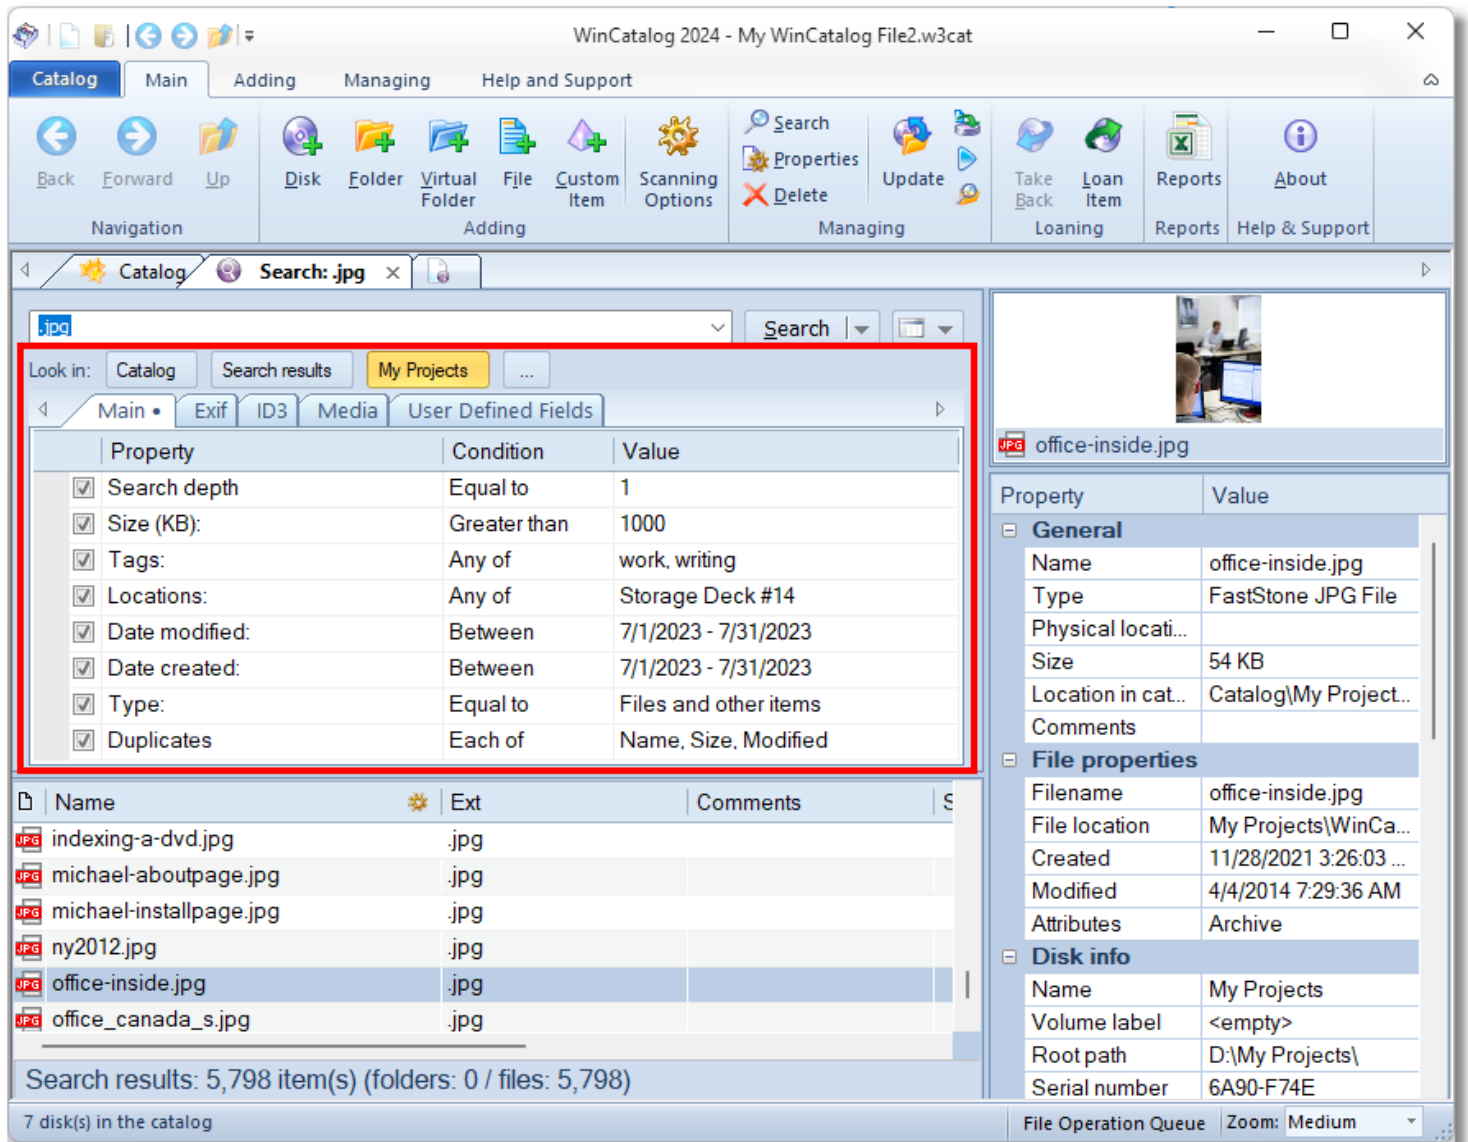 WinCatalog 2024 - My WinCatalog File2.w3cat
Catalog Main Adding Managing Help and Support
Back Forward Up Disk Folder Virtual Folder File Custom Item Scanning Options Search Properties Delete Update Take Back Loan Item Reports About
Navigation Adding Managing Loaning Reports Help & Support
Catalog Search: .jpg
.jpg Search
Look in: Catalog Search results My Projects ...
Main • Exif ID3 Media User Defined Fields
Property Condition Value
Search depth Equal to 1
Size (KB): Greater than 1000
Tags: Any of work, writing
Locations: Any of Storage Deck #14
Date modified: Between 7/1/2023 - 7/31/2023
Date created: Between 7/1/2023 - 7/31/2023
Type: Equal to Files and other items
Duplicates Each of Name, Size, Modified
Name Ext Comments
JPG indexing-a-dvd.jpg .jpg
JPG michael-aboutpage.jpg .jpg
JPG michael-installpage.jpg .jpg
JPG ny2012.jpg .jpg
JPG office-inside.jpg .jpg
JPG office_canada_s.jpg .jpg
Search results: 5,798 item(s) (folders: 0 / files: 5,798)
JPG office-inside.jpg
Property Value
General
Name office-inside.jpg
Type FastStone JPG File
Physical locati...
Size 54 KB
Location in cat... Catalog\My Project...
Comments
File properties
Filename office-inside.jpg
File location My Projects\WinCa...
Created 11/28/2021 3:26:03 ...
Modified 4/4/2014 7:29:36 AM
Attributes Archive
Disk info
Name My Projects
Volume label <empty>
Root path D:\My Projects\
Serial number 6A90-F74E
7 disk(s) in the catalog File Operation Queue Zoom: Medium